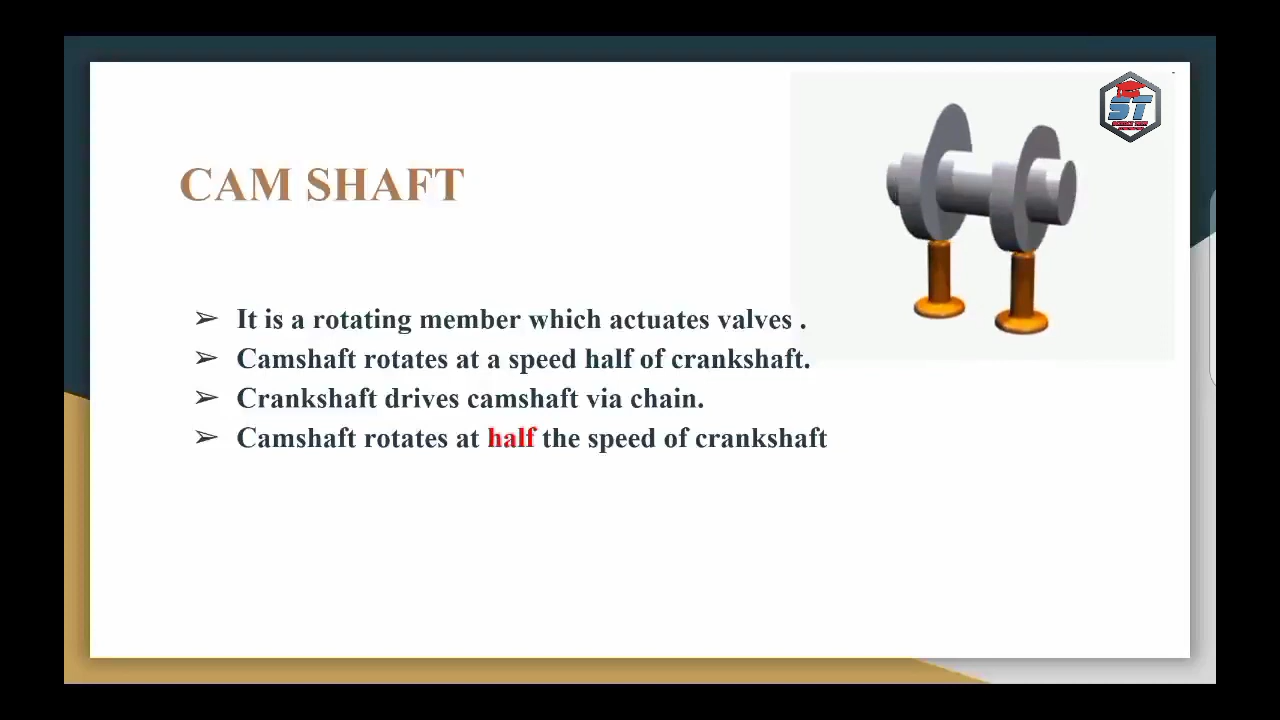 ST
CAM SHAFT
➢ It is a rotating member which actuates valves .
➢ Camshaft rotates at a speed half of crankshaft.
➢ Crankshaft drives camshaft via chain.
➢ Camshaft rotates at half the speed of crankshaft